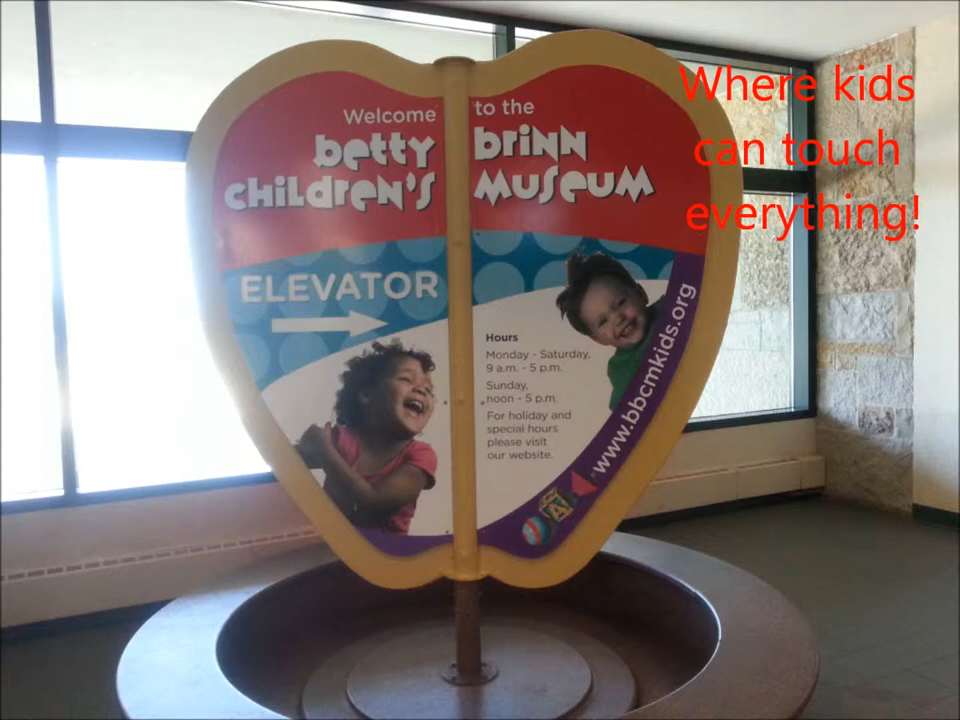 Where kids
can touch
everything!
Welcome to the
betty briNN
children's MuseuM
ELEVATOR
Hours
Monday - Saturday,
9 a.m. - 5 p.m.
Sunday,
noon - 5 p.m.
For holiday and
special hours
please visit
our website.
www.bbcmkids.org
A